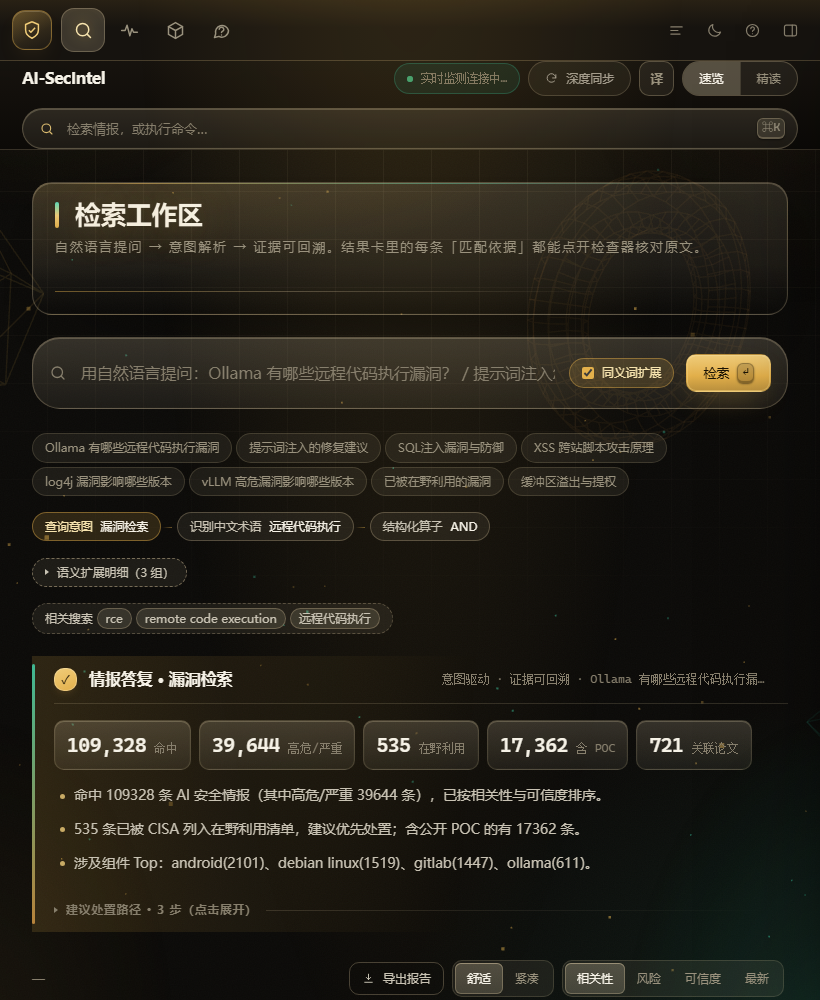 AI-SecIntel
实时监测连接中…
深度同步
译
速览
精读
检索情报，或执行命令…
⌘K
检索工作区
自然语言提问 → 意图解析 → 证据可回溯。结果卡里的每条「匹配依据」都能点开检查器核对原文。
用自然语言提问：Ollama 有哪些远程代码执行漏洞？ / 提示词注入
同义词扩展
检索
Ollama 有哪些远程代码执行漏洞
提示词注入的修复建议
SQL注入漏洞与防御
XSS 跨站脚本攻击原理
log4j 漏洞影响哪些版本
vLLM 高危漏洞影响哪些版本
已被在野利用的漏洞
缓冲区溢出与提权
查询意图 漏洞检索
识别中文术语 远程代码执行
结构化算子 AND
语义扩展明细（3 组）
相关搜索 rce remote code execution 远程代码执行
情报答复 • 漏洞检索
意图驱动 · 证据可回溯 · Ollama 有哪些远程代码执行漏…
109,328 命中
39,644 高危/严重
535 在野利用
17,362 含 POC
721 关联论文
命中 109328 条 AI 安全情报（其中高危/严重 39644 条），已按相关性与可信度排序。
535 条已被 CISA 列入在野利用清单，建议优先处置；含公开 POC 的有 17362 条。
涉及组件 Top：android(2101)、debian linux(1519)、gitlab(1447)、ollama(611)。
建议处置路径 • 3 步（点击展开）
—
导出报告
舒适
紧凑
相关性
风险
可信度
最新